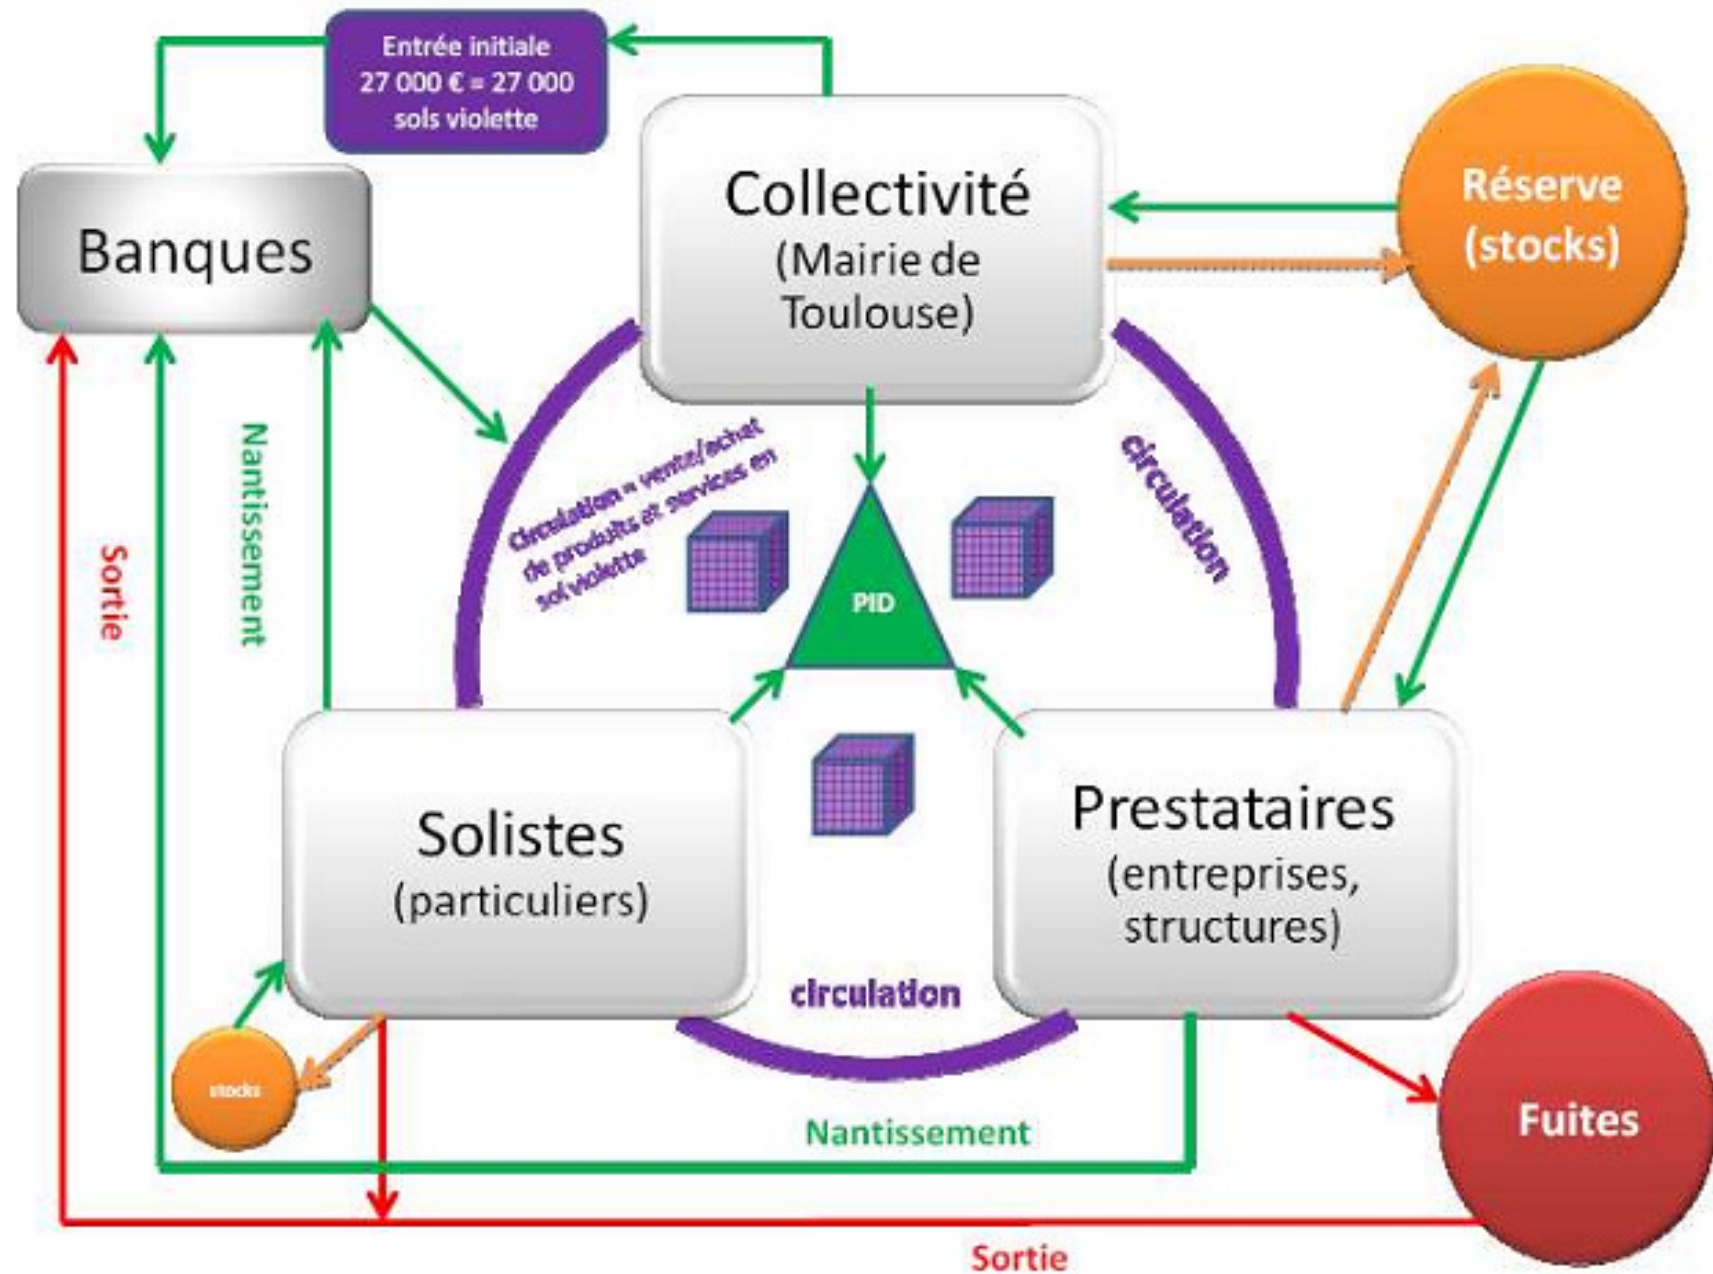 Entrée initiale
27 000 € = 27 000
sols violette
Banques
Collectivité
(Mairie de
Toulouse)
Réserve
(stocks)
Nantissement
Sortie
Circulation = vente/achat
de produits et services en
sol violette
circulation
PID
Solistes
(particuliers)
Prestataires
(entreprises,
structures)
circulation
stocks
Nantissement
Fuites
Sortie